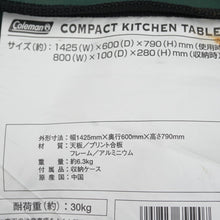 Coleman COMPACT KITCHEN TABLE
サイズ(約):1425(W)×600(D)×790(H)mm(使用時
800(W)×100(D)×280(H)mm(収納時
外形寸法:幅1425mm×奥行600mm×高さ790mm
材質:天板/プリント合板
フレーム/アルミニウム
重量:約6.3kg
付属品:収納ケース
原産国:中国
耐荷重(約):30kg